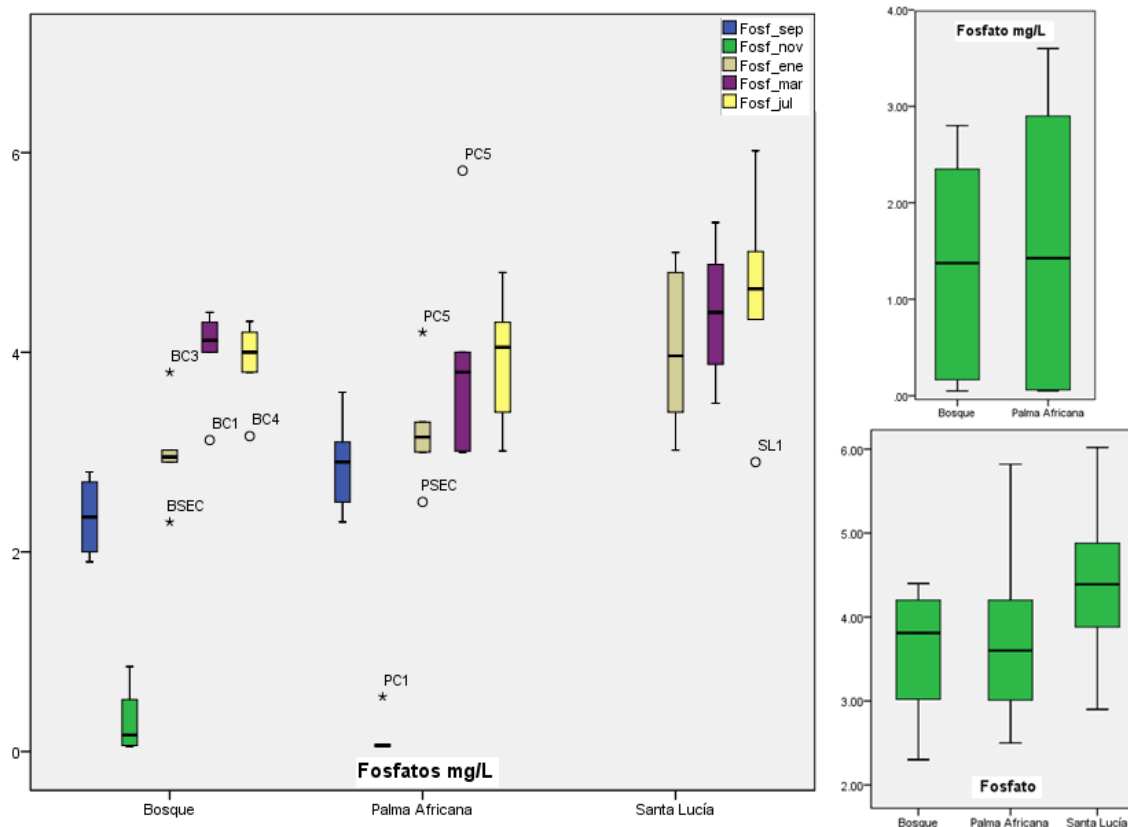 Fosf_sep
Fosf_nov
Fosf_ene
Fosf_mar
Fosf_jul
6
4
2
0
BC3
BSEC
BC1
BC4
PC1
PC5
PSEC
PC5
SL1
Fosfatos mg/L
Bosque
Palma Africana
Santa Lucía
4.00
3.00
2.00
1.00
.00
Fosfato mg/L
Bosque
Palma Africana
6.00
5.00
4.00
3.00
2.00
Fosfato
Bosque
Palma Africana
Santa Lucía